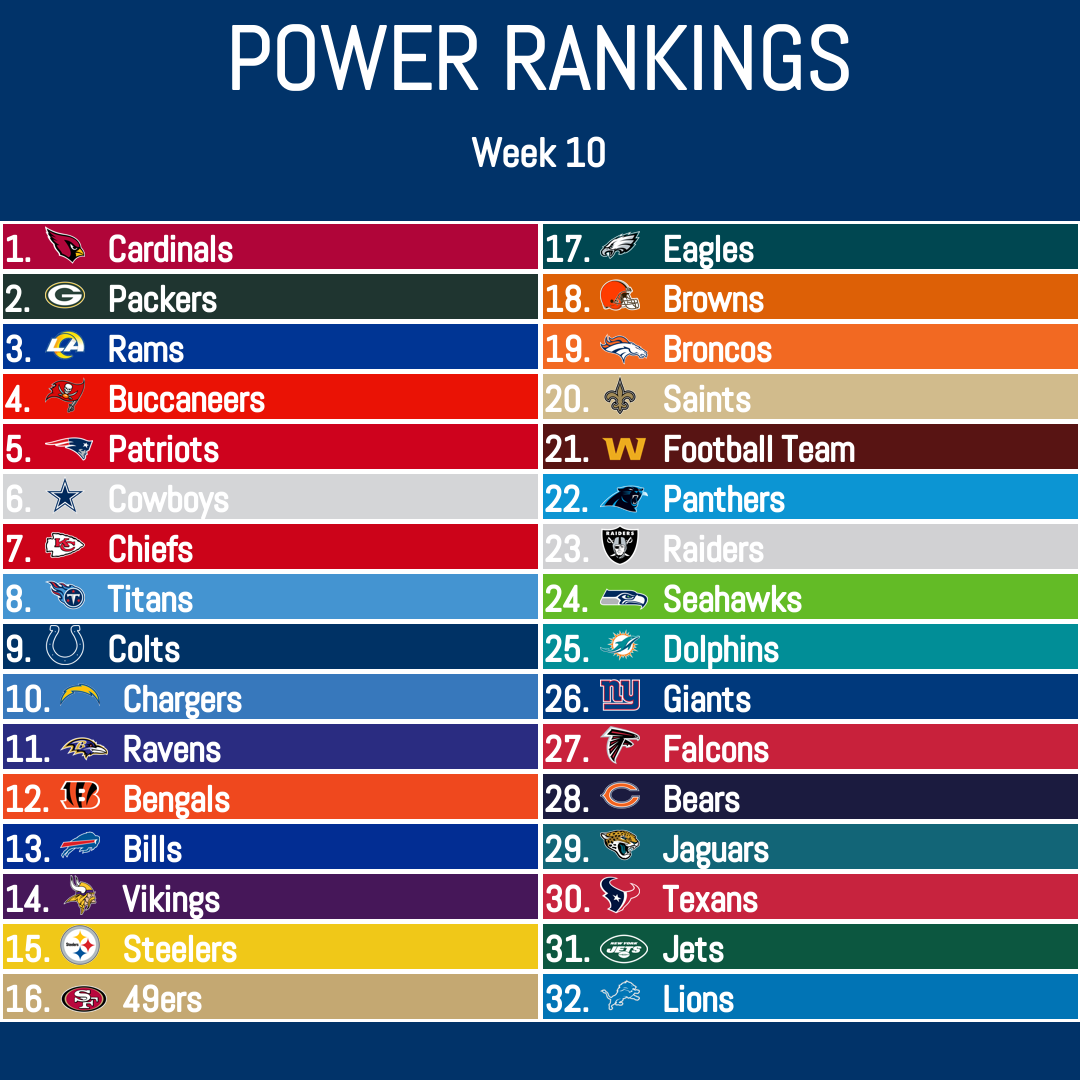 POWER RANKINGS
Week 10
1. Cardinals
2. Packers
3. Rams
4. Buccaneers
5. Patriots
6. Cowboys
7. Chiefs
8. Titans
9. Colts
10. Chargers
11. Ravens
12. Bengals
13. Bills
14. Vikings
15. Steelers
16. 49ers
17. Eagles
18. Browns
19. Broncos
20. Saints
21. Football Team
22. Panthers
23. Raiders
24. Seahawks
25. Dolphins
26. Giants
27. Falcons
28. Bears
29. Jaguars
30. Texans
31. Jets
32. Lions